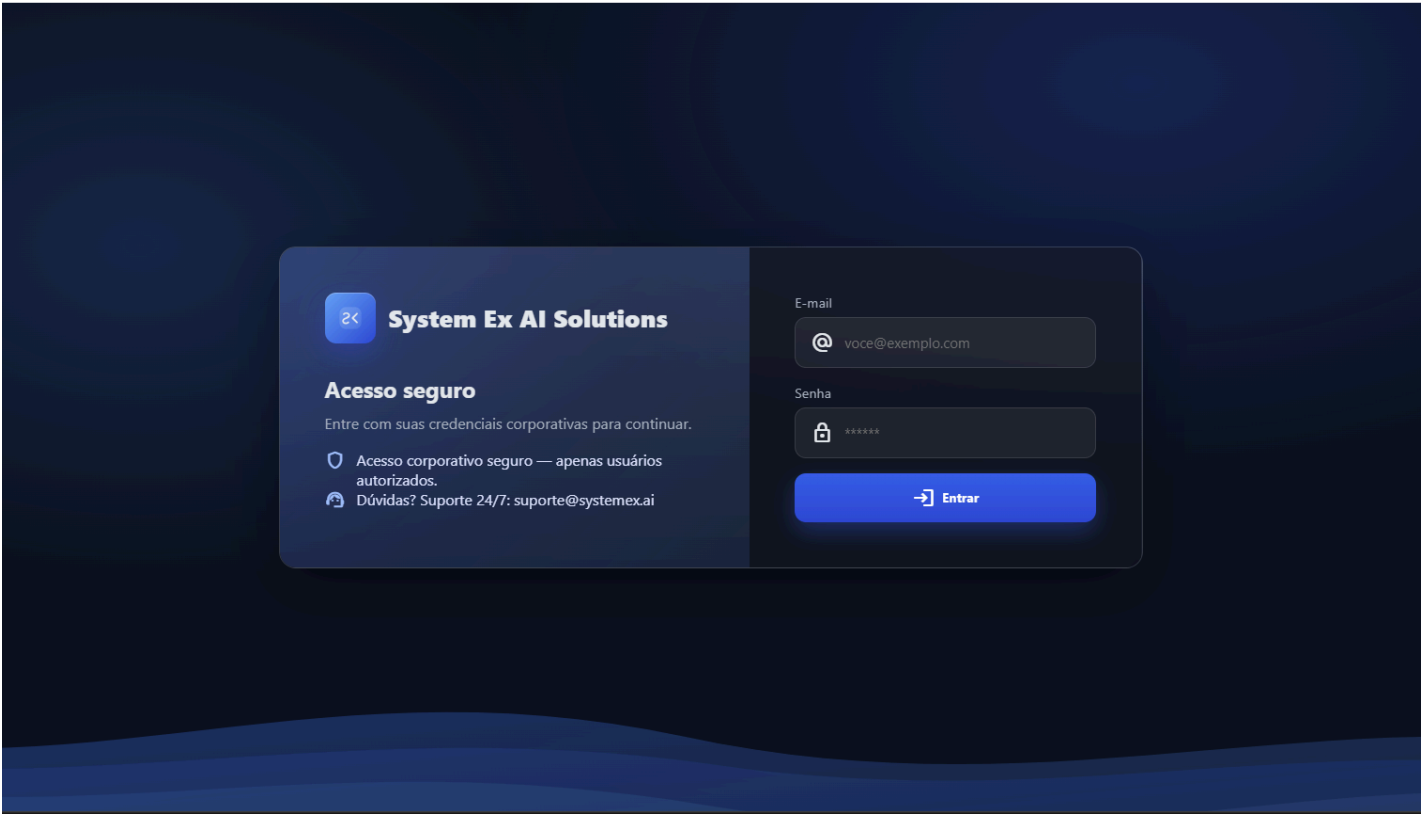 System Ex AI Solutions
Acesso seguro
Entre com suas credenciais corporativas para continuar.
Acesso corporativo seguro — apenas usuários
autorizados.
Dúvidas? Suporte 24/7: suporte@systemex.ai
E-mail
voce@exemplo.com
Senha
******
Entrar